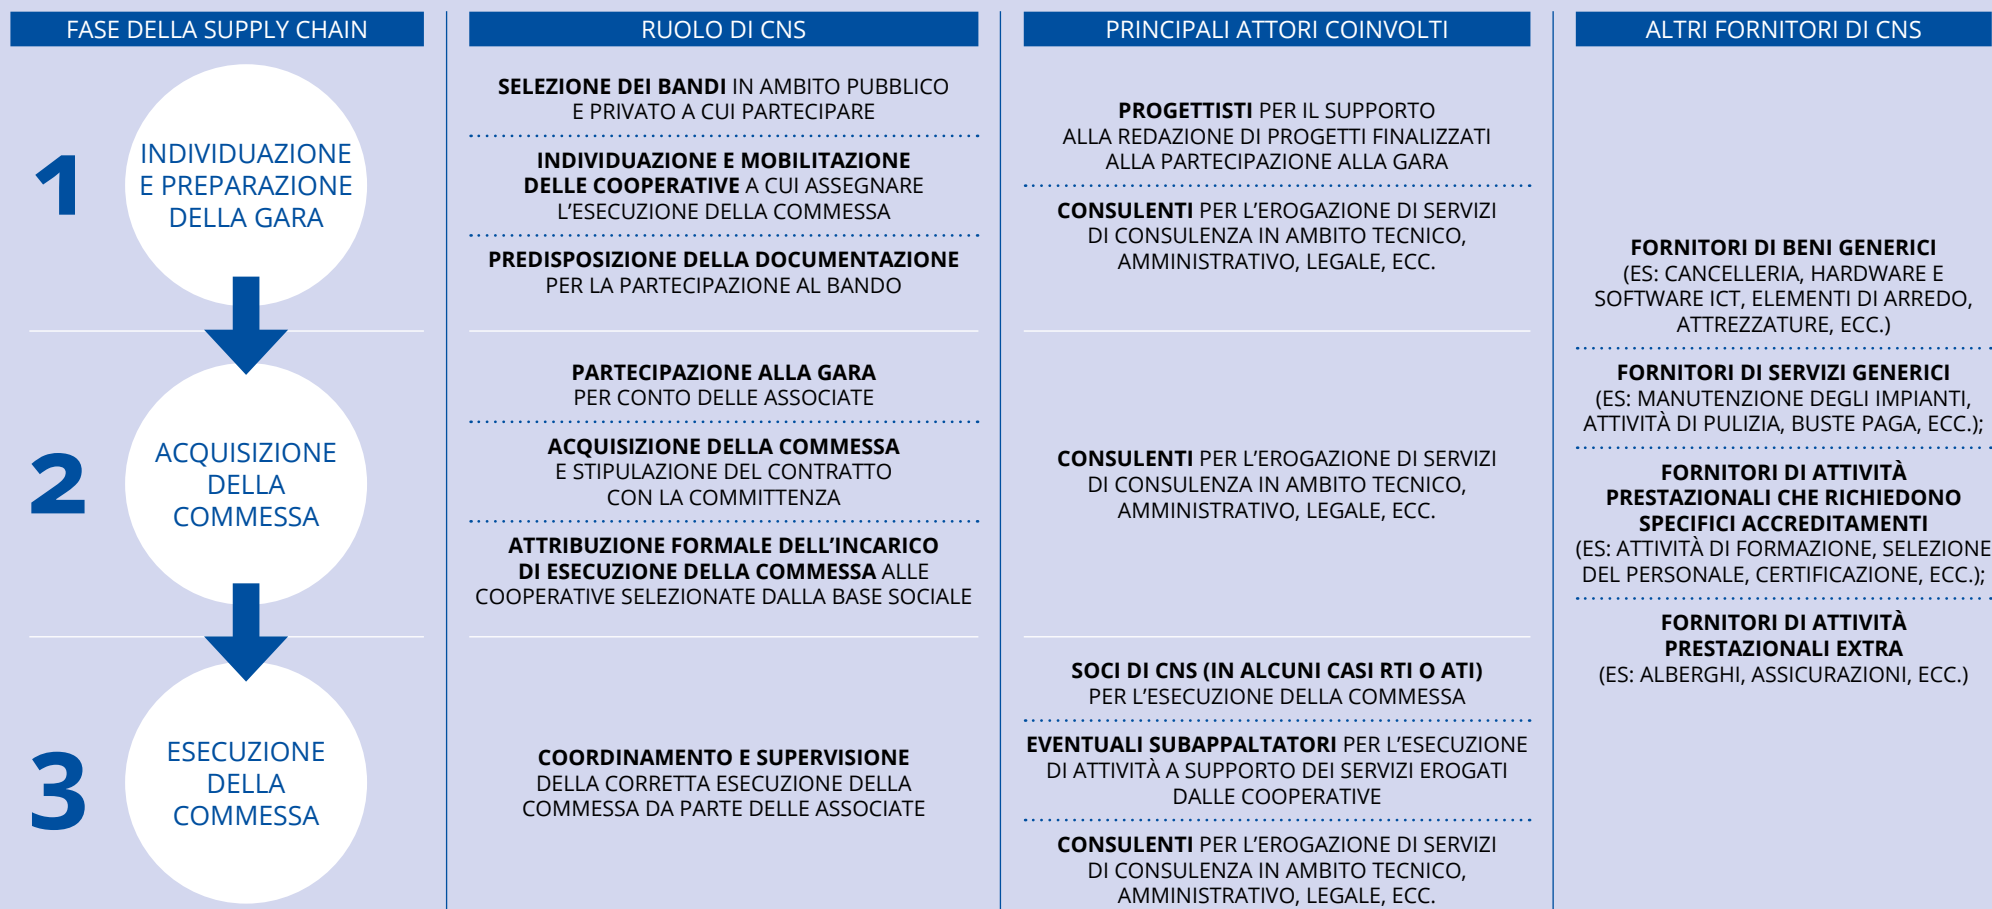 FASE DELLA SUPPLY CHAIN
RUOLO DI CNS
PRINCIPALI ATTORI COINVOLTI
ALTRI FORNITORI DI CNS
1
INDIVIDUAZIONE
E PREPARAZIONE
DELLA GARA
SELEZIONE DEI BANDI IN AMBITO PUBBLICO
E PRIVATO A CUI PARTECIPARE
INDIVIDUAZIONE E MOBILITAZIONE
DELLE COOPERATIVE A CUI ASSEGNARE
L'ESECUZIONE DELLA COMMESSA
PREDISPOSIZIONE DELLA DOCUMENTAZIONE
PER LA PARTECIPAZIONE AL BANDO
PROGETTISTI PER IL SUPPORTO
ALLA REDAZIONE DI PROGETTI FINALIZZATI
ALLA PARTECIPAZIONE ALLA GARA
CONSULENTI PER L'EROGAZIONE DI SERVIZI
DI CONSULENZA IN AMBITO TECNICO,
AMMINISTRATIVO, LEGALE, ECC.
2
ACQUISIZIONE
DELLA
COMMESSA
PARTECIPAZIONE ALLA GARA
PER CONTO DELLE ASSOCIATE
ACQUISIZIONE DELLA COMMESSA
E STIPULAZIONE DEL CONTRATTO
CON LA COMMITTENZA
ATTRIBUZIONE FORMALE DELL'INCARICO
DI ESECUZIONE DELLA COMMESSA ALLE
COOPERATIVE SELEZIONATE DALLA BASE SOCIALE
CONSULENTI PER L'EROGAZIONE DI SERVIZI
DI CONSULENZA IN AMBITO TECNICO,
AMMINISTRATIVO, LEGALE, ECC.
3
ESECUZIONE
DELLA
COMMESSA
COORDINAMENTO E SUPERVISIONE
DELLA CORRETTA ESECUZIONE DELLA
COMMESSA DA PARTE DELLE ASSOCIATE
SOCI DI CNS (IN ALCUNI CASI RTI O ATI)
PER L'ESECUZIONE DELLA COMMESSA
EVENTUALI SUBAPPALTATORI PER L'ESECUZIONE
DI ATTIVITÀ A SUPPORTO DEI SERVIZI EROGATI
DALLE COOPERATIVE
CONSULENTI PER L'EROGAZIONE DI SERVIZI
DI CONSULENZA IN AMBITO TECNICO,
AMMINISTRATIVO, LEGALE, ECC.
FORNITORI DI BENI GENERICI
(ES: CANCELLERIA, HARDWARE E
SOFTWARE ICT, ELEMENTI DI ARREDO,
ATTREZZATURE, ECC.)
FORNITORI DI SERVIZI GENERICI
(ES: MANUTENZIONE DEGLI IMPIANTI,
ATTIVITÀ DI PULIZIA, BUSTE PAGA, ECC.);
FORNITORI DI ATTIVITÀ
PRESTAZIONALI CHE RICHIEDONO
SPECIFICI ACCREDITAMENTI
(ES: ATTIVITÀ DI FORMAZIONE, SELEZIONE
DEL PERSONALE, CERTIFICAZIONE, ECC.);
FORNITORI DI ATTIVITÀ
PRESTAZIONALI EXTRA
(ES: ALBERGHI, ASSICURAZIONI, ECC.)